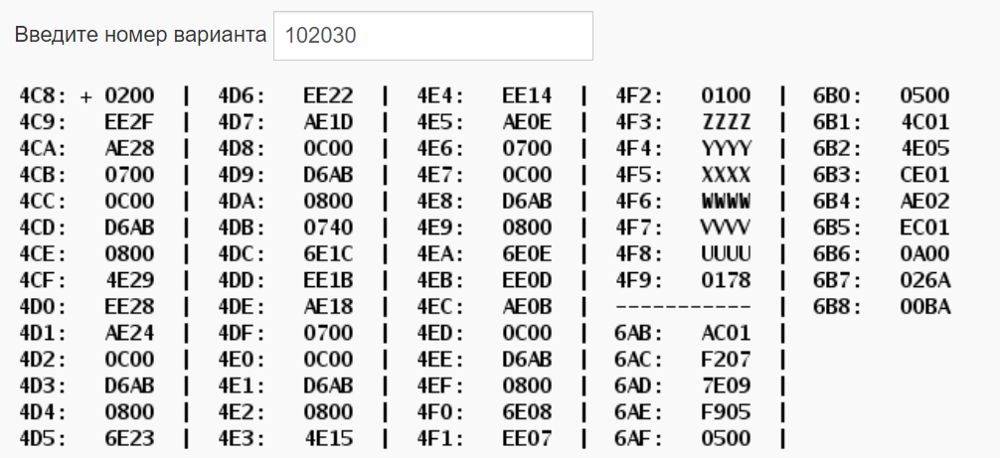 Введите номер варианта 102030
4C8: + 0200 | 4D6: EE22 | 4E4: EE14 | 4F2: 0100 | 6B0: 0500
4C9: EE2F | 4D7: AE1D | 4E5: AE0E | 4F3: ZZZZ | 6B1: 4C01
4CA: AE28 | 4D8: 0C00 | 4E6: 0700 | 4F4: YYYY | 6B2: 4E05
4CB: 0700 | 4D9: D6AB | 4E7: 0C00 | 4F5: XXXX | 6B3: CE01
4CC: 0C00 | 4DA: 0800 | 4E8: D6AB | 4F6: WWWW | 6B4: AE02
4CD: D6AB | 4DB: 0740 | 4E9: 0800 | 4F7: VVVV | 6B5: EC01
4CE: 0800 | 4DC: 6E1C | 4EA: 6E0E | 4F8: UUUU | 6B6: 0A00
4CF: 4E29 | 4DD: EE1B | 4EB: EE0D | 4F9: 0178 | 6B7: 026A
4D0: EE28 | 4DE: AE18 | 4EC: AE0B | ----------- | 6B8: 00BA
4D1: AE24 | 4DF: 0700 | 4ED: 0C00 | 6AB: AC01 |
4D2: 0C00 | 4E0: 0C00 | 4EE: D6AB | 6AC: F207 |
4D3: D6AB | 4E1: D6AB | 4EF: 0800 | 6AD: 7E09 |
4D4: 0800 | 4E2: 0800 | 4F0: 6E08 | 6AE: F905 |
4D5: 6E23 | 4E3: 4E15 | 4F1: EE07 | 6AF: 0500 |